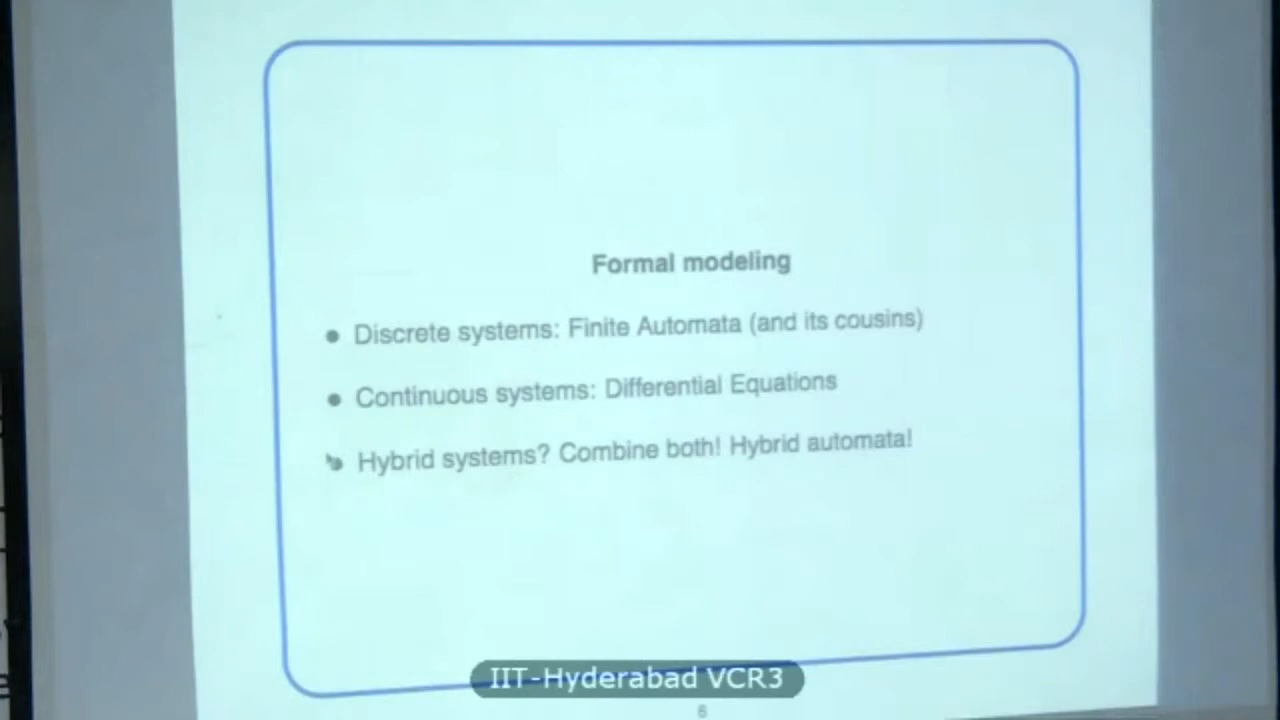 Formal modeling
● Discrete systems: Finite Automata (and its cousins)
● Continuous systems: Differential Equations
● Hybrid systems? Combine both! Hybrid automata!
IIT-Hyderabad VCR3
6